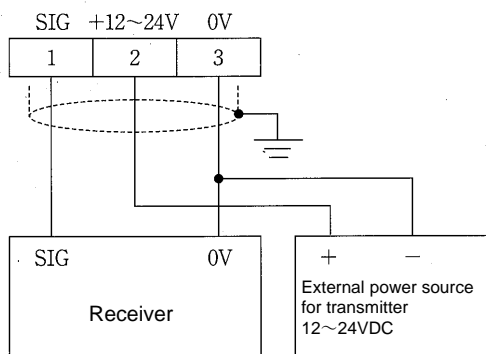 SIG +12～24V 0V
1 2 3
SIG 0V + −
Receiver
External power source
for transmitter
12～24VDC